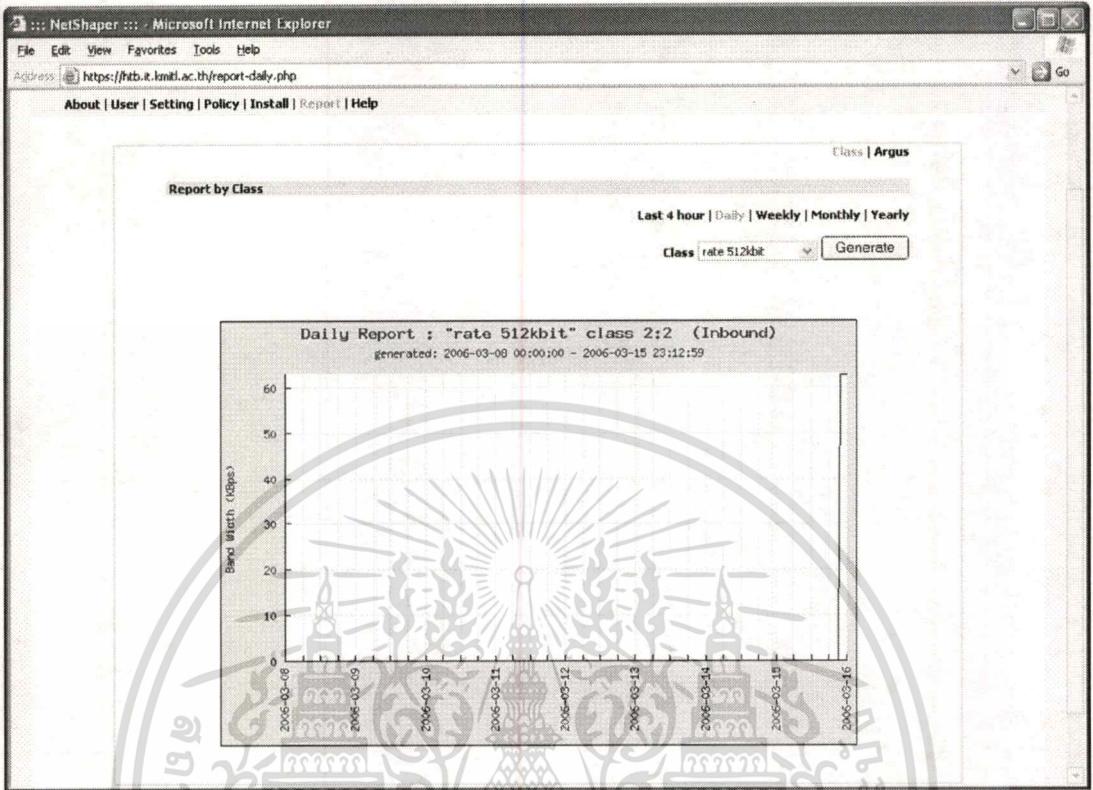 ::: NetShaper ::: - Microsoft Internet Explorer
File Edit View Favorites Tools Help
Address https://htb.it.kmitl.ac.th/report-daily.php Go
About | User | Setting | Policy | Install | Report | Help
Class | Argus
Report by Class
Last 4 hour | Daily | Weekly | Monthly | Yearly
Class rate 512kbit Generate
Daily Report : "rate 512kbit" class 2:2 (Inbound)
generated: 2006-03-08 00:00:00 - 2006-03-15 23:12:59
Band Width (KBps)
60
50
40
30
20
10
0
2006-03-08 2006-03-09 2006-03-10 2006-03-11 2006-03-12 2006-03-13 2006-03-14 2006-03-15 2006-03-16